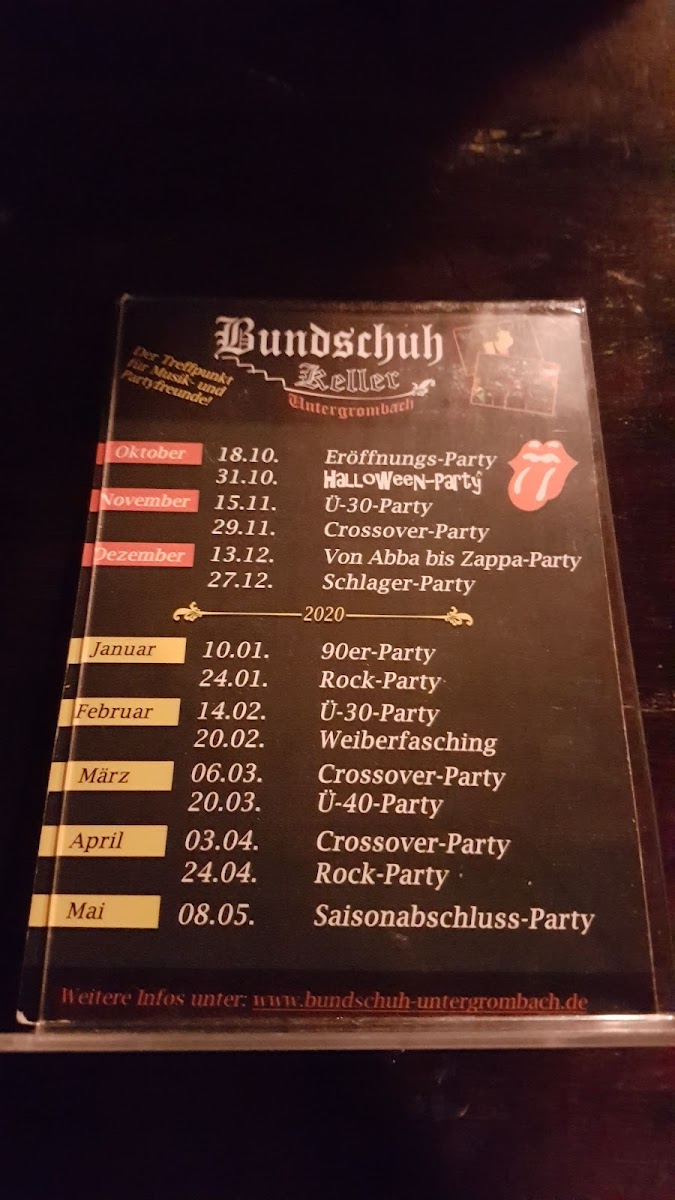 Bundschuh
Keller
Untergrombach
Der Treffpunkt
für Musik- und
Partyfreunde!
Oktober 18.10. Eröffnungs-Party
31.10. Halloween-Party
November 15.11. Ü-30-Party
29.11. Crossover-Party
Dezember 13.12. Von Abba bis Zappa-Party
27.12. Schlager-Party
2020
Januar 10.01. 90er-Party
24.01. Rock-Party
Februar 14.02. Ü-30-Party
20.02. Weiberfasching
März 06.03. Crossover-Party
20.03. Ü-40-Party
April 03.04. Crossover-Party
24.04. Rock-Party
Mai 08.05. Saisonabschluss-Party
Weitere Infos unter: www.bundschuh-untergrombach.de